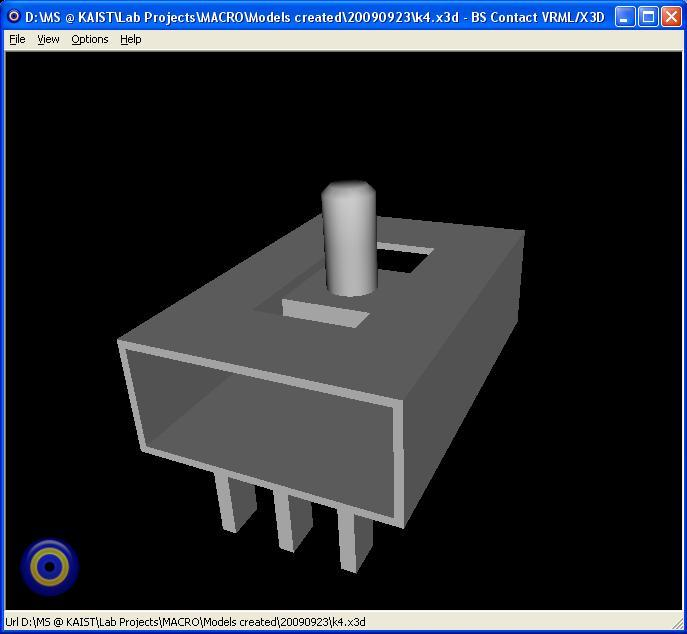 D:\MS @ KAIST\Lab Projects\MACRO\Models created\20090923\k4.x3d - BS Contact VRML/X3D
File View Options Help
Url D:\MS @ KAIST\Lab Projects\MACRO\Models created\20090923\k4.x3d